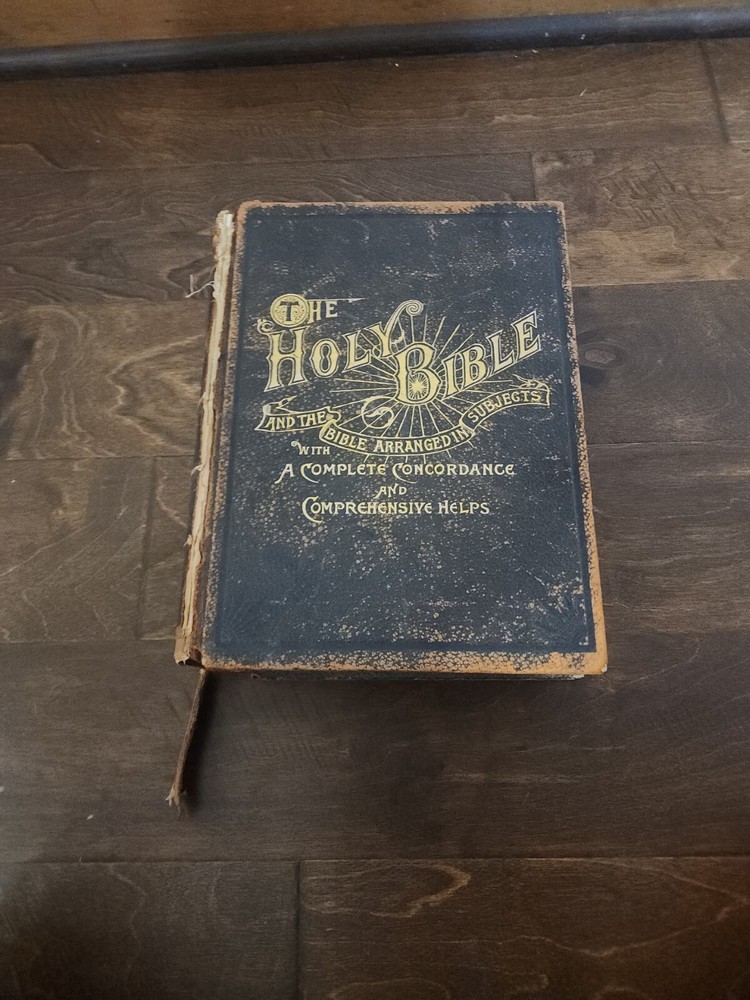 THE
HOLY BIBLE
AND THE BIBLE ARRANGED IN SUBJECTS
WITH
A COMPLETE CONCORDANCE
AND
COMPREHENSIVE HELPS